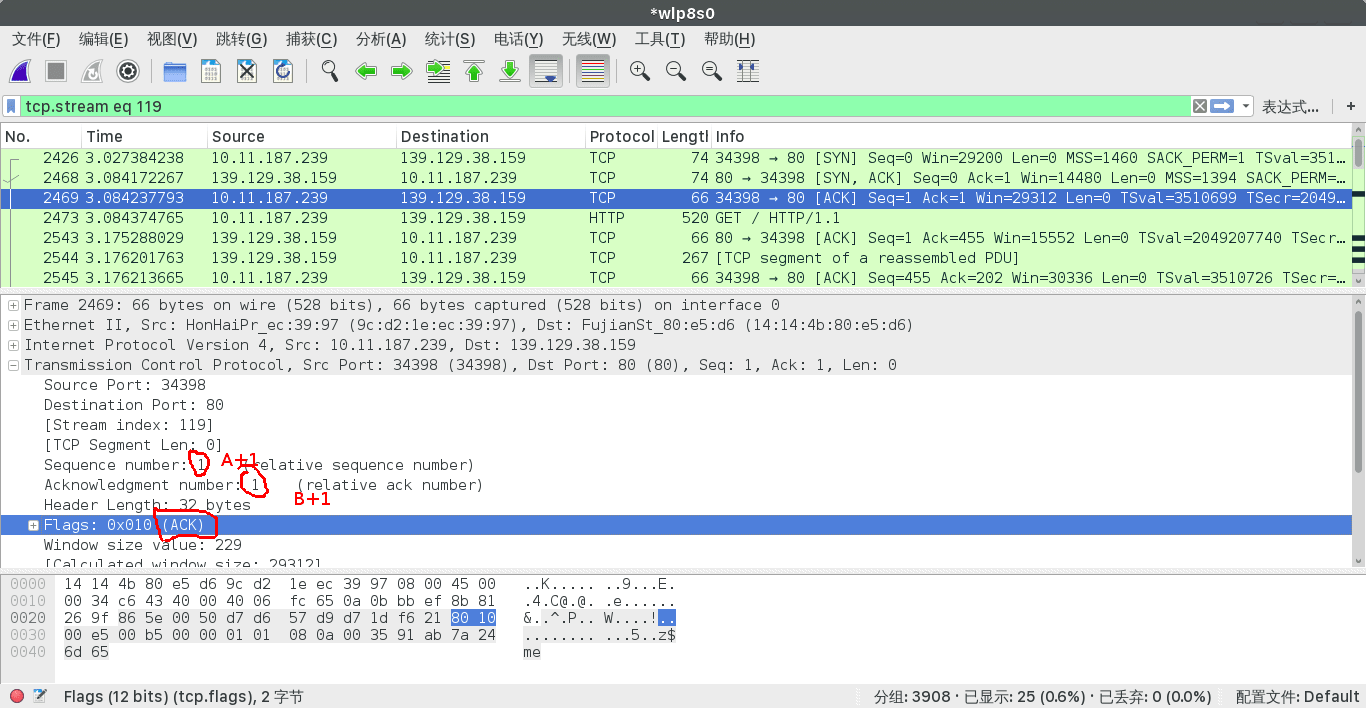 *wlp8s0
文件(F) 编辑(E) 视图(V) 跳转(G) 捕获(C) 分析(A) 统计(S) 电话(Y) 无线(W) 工具(T) 帮助(H)
tcp.stream eq 119 表达式… +
No. Time Source Destination Protocol Lengtl Info
2426 3.027384238 10.11.187.239 139.129.38.159 TCP 74 34398 → 80 [SYN] Seq=0 Win=29200 Len=0 MSS=1460 SACK_PERM=1 TSval=351…
2468 3.084172267 139.129.38.159 10.11.187.239 TCP 74 80 → 34398 [SYN, ACK] Seq=0 Ack=1 Win=14480 Len=0 MSS=1394 SACK_PERM=…
2469 3.084237793 10.11.187.239 139.129.38.159 TCP 66 34398 → 80 [ACK] Seq=1 Ack=1 Win=29312 Len=0 TSval=3510699 TSecr=2049…
2473 3.084374765 10.11.187.239 139.129.38.159 HTTP 520 GET / HTTP/1.1
2543 3.175288029 139.129.38.159 10.11.187.239 TCP 66 80 → 34398 [ACK] Seq=1 Ack=455 Win=15552 Len=0 TSval=2049207740 TSecr…
2544 3.176201763 139.129.38.159 10.11.187.239 TCP 267 [TCP segment of a reassembled PDU]
2545 3.176213665 10.11.187.239 139.129.38.159 TCP 66 34398 → 80 [ACK] Seq=455 Ack=202 Win=30336 Len=0 TSval=3510726 TSecr=…
Frame 2469: 66 bytes on wire (528 bits), 66 bytes captured (528 bits) on interface 0
Ethernet II, Src: HonHaiPr_ec:39:97 (9c:d2:1e:ec:39:97), Dst: FujianSt_80:e5:d6 (14:14:4b:80:e5:d6)
Internet Protocol Version 4, Src: 10.11.187.239, Dst: 139.129.38.159
Transmission Control Protocol, Src Port: 34398 (34398), Dst Port: 80 (80), Seq: 1, Ack: 1, Len: 0
Source Port: 34398
Destination Port: 80
[Stream index: 119]
[TCP Segment Len: 0]
Sequence number: 1 A+1 (relative sequence number)
Acknowledgment number: 1 (relative ack number)
B+1
Header Length: 32 bytes
Flags: 0x010 (ACK)
Window size value: 229
[Calculated window size: 29312]
0000 14 14 4b 80 e5 d6 9c d2 1e ec 39 97 08 00 45 00 ..K..... ..9...E.
0010 00 34 c6 43 40 00 40 06 fc 65 0a 0b bb ef 8b 81 .4.C@.@. .e......
0020 26 9f 86 5e 00 50 d7 d6 57 d9 d7 1d f6 21 80 10 &..^.P.. W....!..
0030 00 e5 00 b5 00 00 01 01 08 0a 00 35 91 ab 7a 24 ........ ...5..z$
0040 6d 65 me
Flags (12 bits) (tcp.flags), 2 字节 分组: 3908 · 已显示: 25 (0.6%) · 已丢弃: 0 (0.0%) 配置文件: Default